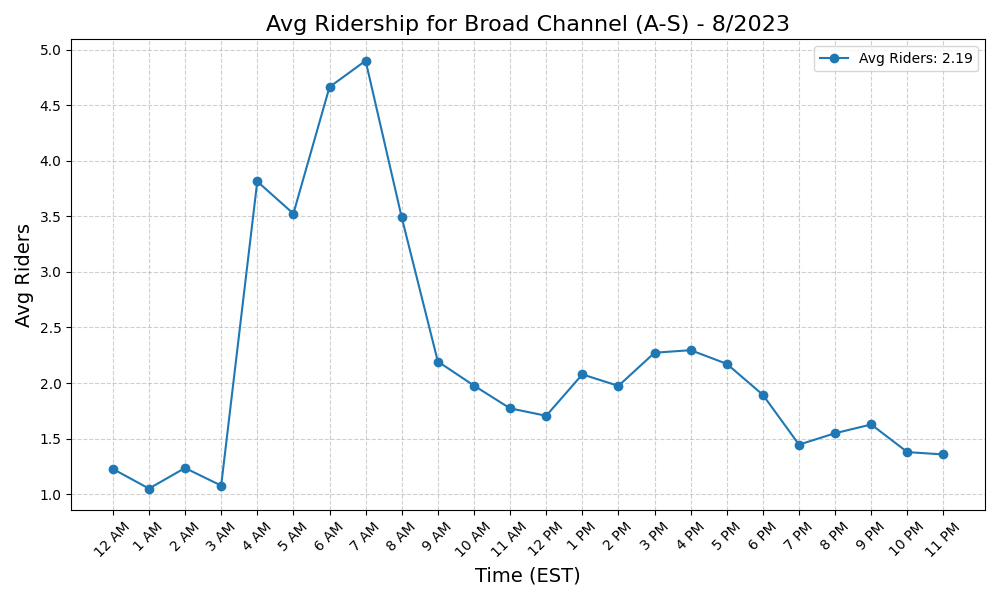 Avg Ridership for Broad Channel (A-S) - 8/2023
Avg Riders: 2.19
Avg Riders
5.0
4.5
4.0
3.5
3.0
2.5
2.0
1.5
1.0
12 AM
1 AM
2 AM
3 AM
4 AM
5 AM
6 AM
7 AM
8 AM
9 AM
10 AM
11 AM
12 PM
1 PM
2 PM
3 PM
4 PM
5 PM
6 PM
7 PM
8 PM
9 PM
10 PM
11 PM
Time (EST)